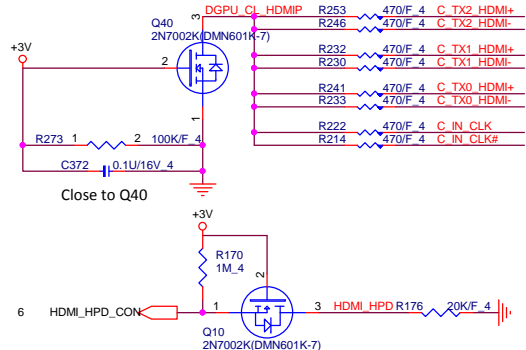 DGPU_CL_HDMIP
Q40
2N7002K(DMN601K-7)
3
2
1
+3V
R253 470/F_4 C_TX2_HDMI+
R246 470/F_4 C_TX2_HDMI-
R232 470/F_4 C_TX1_HDMI+
R230 470/F_4 C_TX1_HDMI-
R241 470/F_4 C_TX0_HDMI+
R233 470/F_4 C_TX0_HDMI-
R222 470/F_4 C_IN_CLK
R214 470/F_4 C_IN_CLK#
R273 1 2 100K/F_4
C372 0.1U/16V_4
Close to Q40
+3V
R170
1M_4
2
6 HDMI_HPD_CON 1 3 HDMI_HPD R176 20K/F_4
Q10
2N7002K(DMN601K-7)